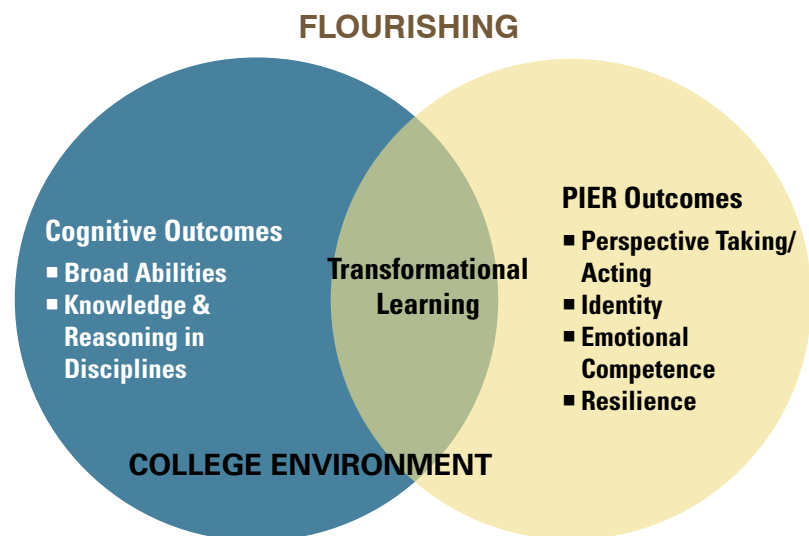 FLOURISHING
Cognitive Outcomes
▪ Broad Abilities
▪ Knowledge &
Reasoning in
Disciplines
Transformational
Learning
PIER Outcomes
▪ Perspective Taking/
Acting
▪ Identity
▪ Emotional
Competence
▪ Resilience
COLLEGE ENVIRONMENT